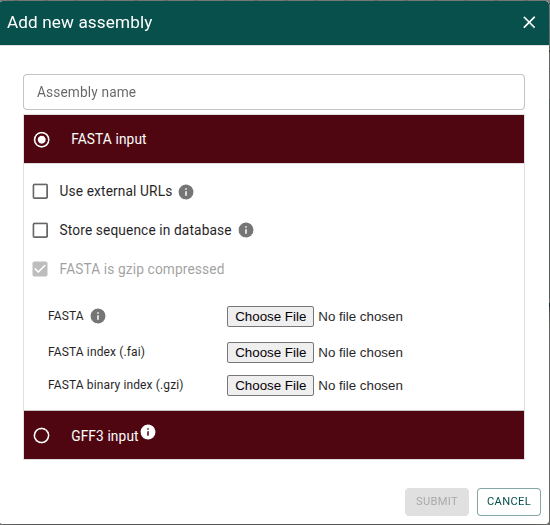 Add new assembly
Assembly name
FASTA input
Use external URLs
Store sequence in database
FASTA is gzip compressed
FASTA Choose File No file chosen
FASTA index (.fai) Choose File No file chosen
FASTA binary index (.gzi) Choose File No file chosen
GFF3 input
SUBMIT CANCEL